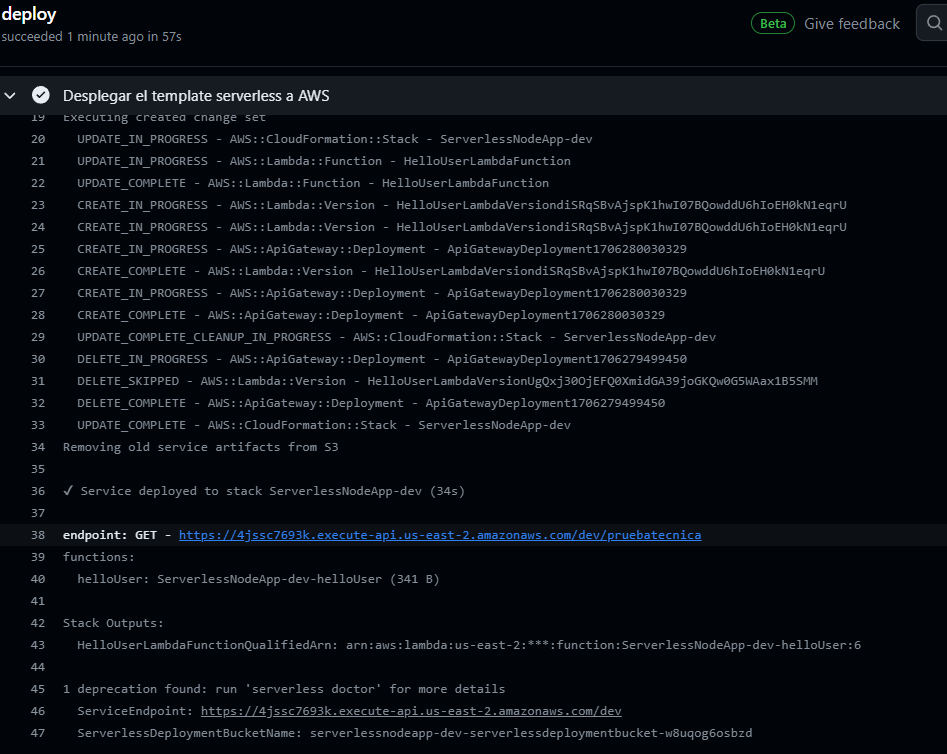 deploy
succeeded 1 minute ago in 57s
Beta Give feedback
Desplegar el template serverless a AWS
19 Executing created change set
20 UPDATE_IN_PROGRESS - AWS::CloudFormation::Stack - ServerlessNodeApp-dev
21 UPDATE_IN_PROGRESS - AWS::Lambda::Function - HelloUserLambdaFunction
22 UPDATE_COMPLETE - AWS::Lambda::Function - HelloUserLambdaFunction
23 CREATE_IN_PROGRESS - AWS::Lambda::Version - HelloUserLambdaVersiondiSRqSBvAjspK1hwI07BQowddU6hIoEH0kN1eqrU
24 CREATE_IN_PROGRESS - AWS::Lambda::Version - HelloUserLambdaVersiondiSRqSBvAjspK1hwI07BQowddU6hIoEH0kN1eqrU
25 CREATE_IN_PROGRESS - AWS::ApiGateway::Deployment - ApiGatewayDeployment1706280030329
26 CREATE_COMPLETE - AWS::Lambda::Version - HelloUserLambdaVersiondiSRqSBvAjspK1hwI07BQowddU6hIoEH0kN1eqrU
27 CREATE_IN_PROGRESS - AWS::ApiGateway::Deployment - ApiGatewayDeployment1706280030329
28 CREATE_COMPLETE - AWS::ApiGateway::Deployment - ApiGatewayDeployment1706280030329
29 UPDATE_COMPLETE_CLEANUP_IN_PROGRESS - AWS::CloudFormation::Stack - ServerlessNodeApp-dev
30 DELETE_IN_PROGRESS - AWS::ApiGateway::Deployment - ApiGatewayDeployment1706279499450
31 DELETE_SKIPPED - AWS::Lambda::Version - HelloUserLambdaVersionUgQxj30OjEFQ0XmidGA39joGKQw0G5WAax1B5SMM
32 DELETE_COMPLETE - AWS::ApiGateway::Deployment - ApiGatewayDeployment1706279499450
33 UPDATE_COMPLETE - AWS::CloudFormation::Stack - ServerlessNodeApp-dev
34 Removing old service artifacts from S3
35
36 ✓ Service deployed to stack ServerlessNodeApp-dev (34s)
37
38 endpoint: GET - https://4jssc7693k.execute-api.us-east-2.amazonaws.com/dev/pruebatecnica
39 functions:
40 helloUser: ServerlessNodeApp-dev-helloUser (341 B)
41
42 Stack Outputs:
43 HelloUserLambdaFunctionQualifiedArn: arn:aws:lambda:us-east-2:***:function:ServerlessNodeApp-dev-helloUser:6
44
45 1 deprecation found: run 'serverless doctor' for more details
46 ServiceEndpoint: https://4jssc7693k.execute-api.us-east-2.amazonaws.com/dev
47 ServerlessDeploymentBucketName: serverlessnodeapp-dev-serverlessdeploymentbucket-w8uqog6osbzd